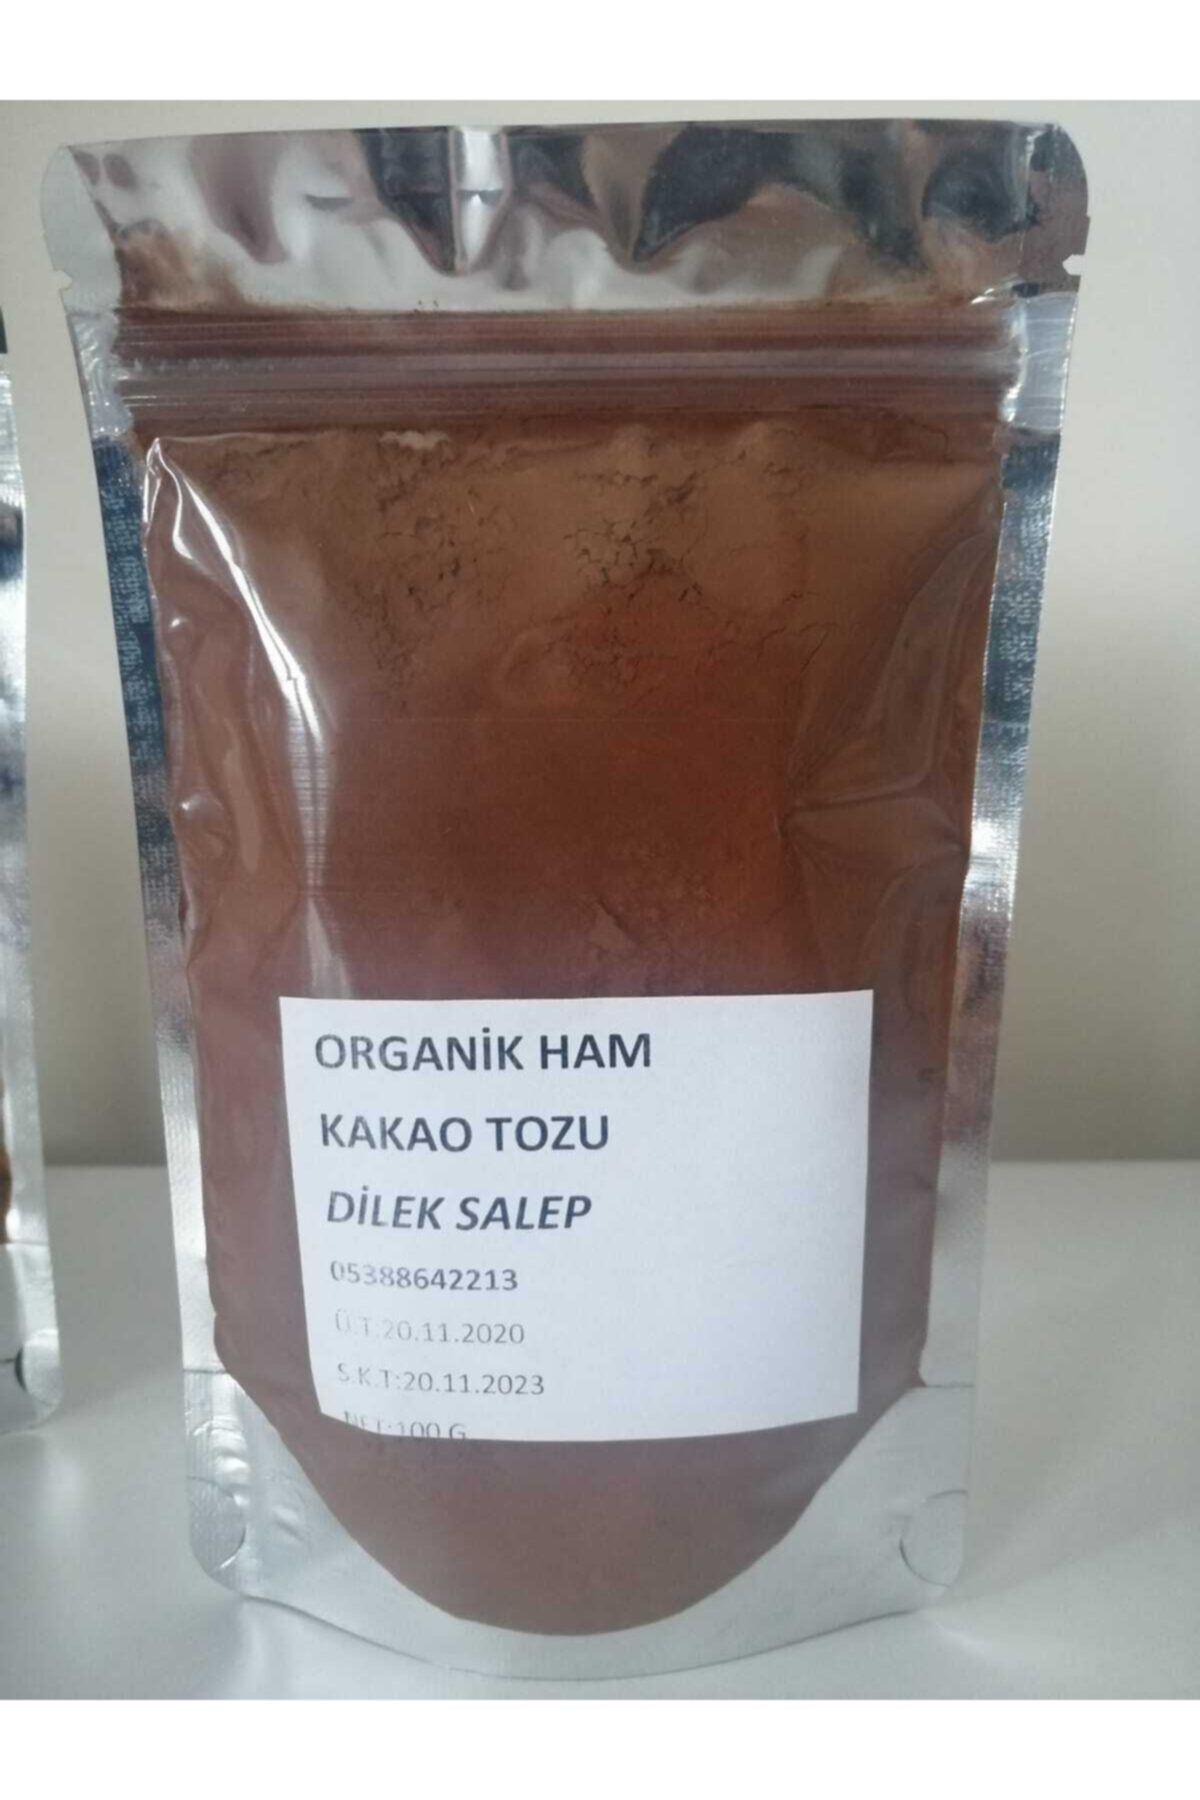 ORGANİK HAM
KAKAO TOZU
DİLEK SALEP
05388642213
Ü.T:20.11.2020
S.K.T:20.11.2023
NET:100 G